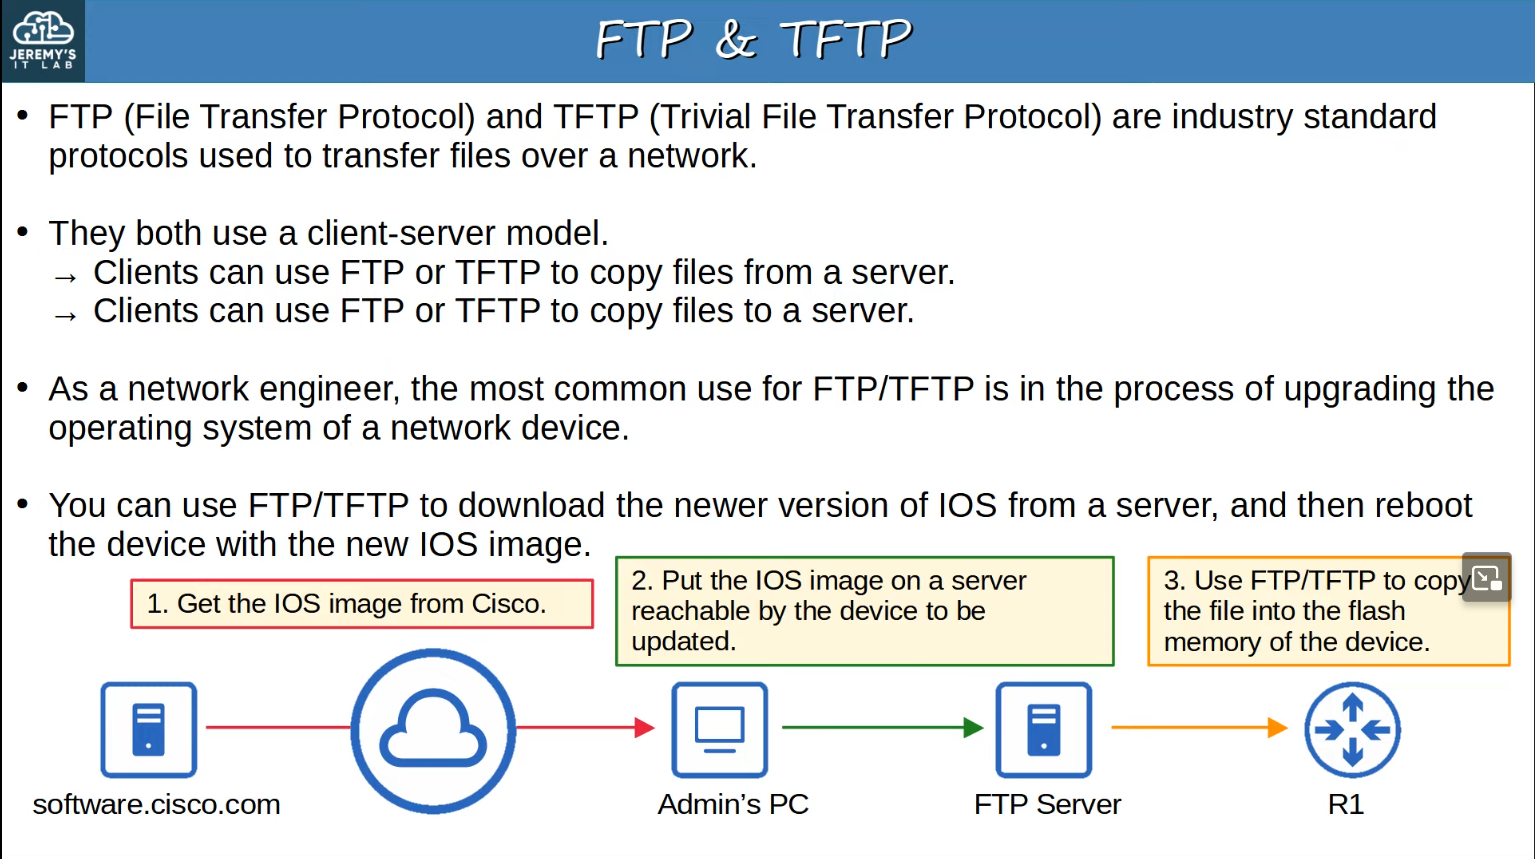 JEREMY'S
IT LAB
FTP & TFTP
• FTP (File Transfer Protocol) and TFTP (Trivial File Transfer Protocol) are industry standard
protocols used to transfer files over a network.
• They both use a client-server model.
→ Clients can use FTP or TFTP to copy files from a server.
→ Clients can use FTP or TFTP to copy files to a server.
• As a network engineer, the most common use for FTP/TFTP is in the process of upgrading the
operating system of a network device.
• You can use FTP/TFTP to download the newer version of IOS from a server, and then reboot
the device with the new IOS image.
1. Get the IOS image from Cisco.
2. Put the IOS image on a server
reachable by the device to be
updated.
3. Use FTP/TFTP to copy
the file into the flash
memory of the device.
software.cisco.com
Admin’s PC
FTP Server
R1